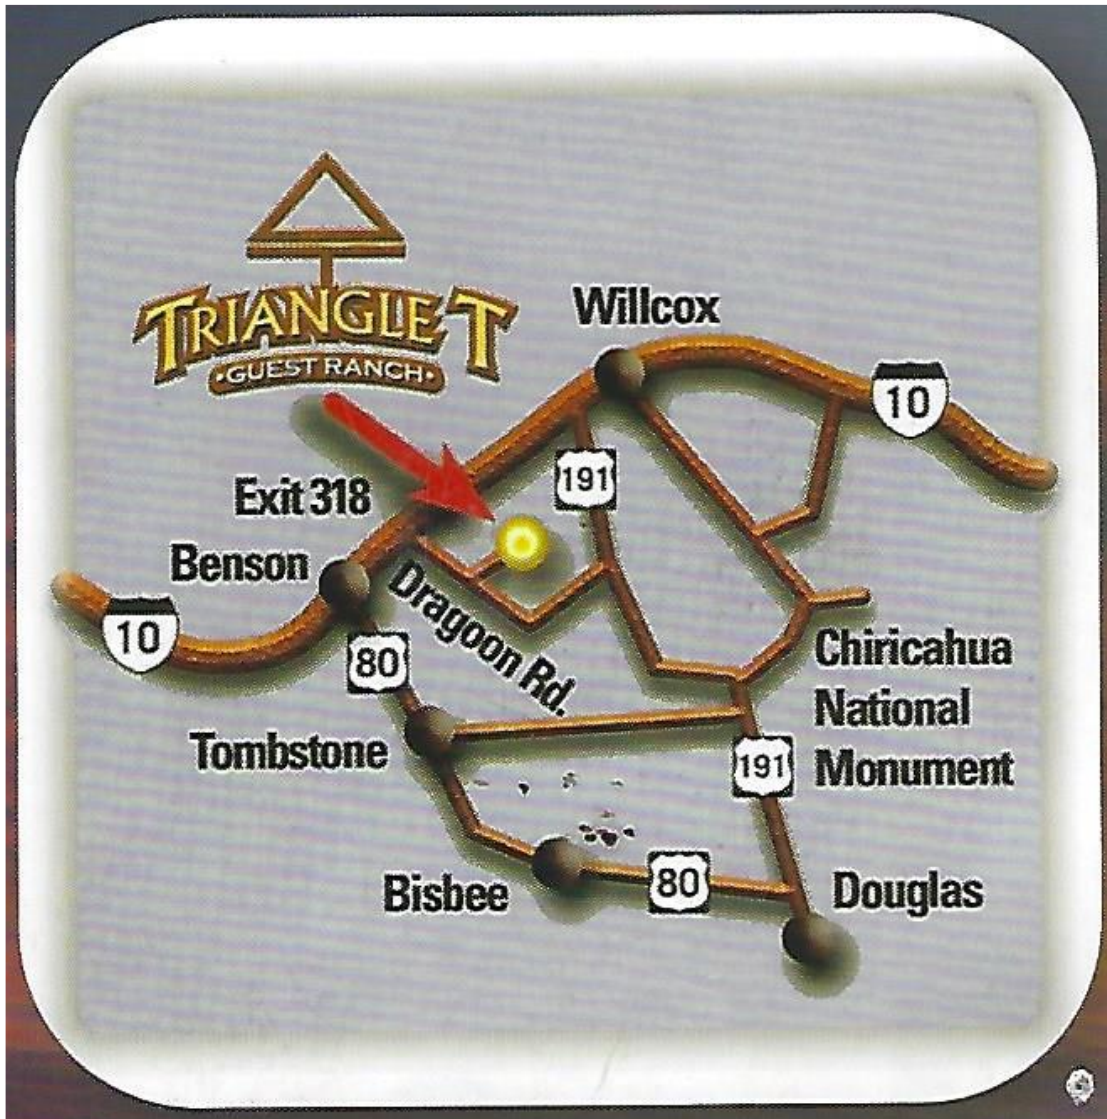 TRIANGLE T
• GUEST RANCH •
Willcox
10
191
Exit 318
Benson
10
Dragoon Rd.
80
Chiricahua
National
Monument
Tombstone
191
Bisbee
80
Douglas